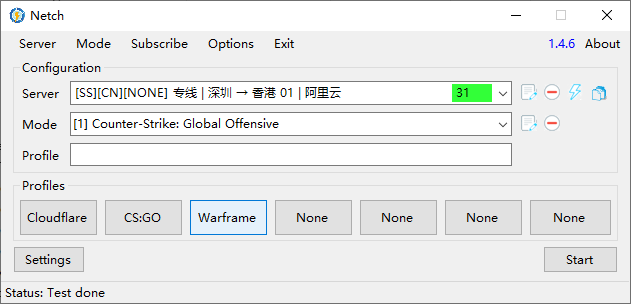 Netch
Server Mode Subscribe Options Exit 1.4.6 About
Configuration
Server [SS][CN][NONE] 专线 | 深圳 → 香港 01 | 阿里云 31
Mode [1] Counter-Strike: Global Offensive
Profile
Profiles
Cloudflare CS:GO Warframe None None None None
Settings Start
Status: Test done